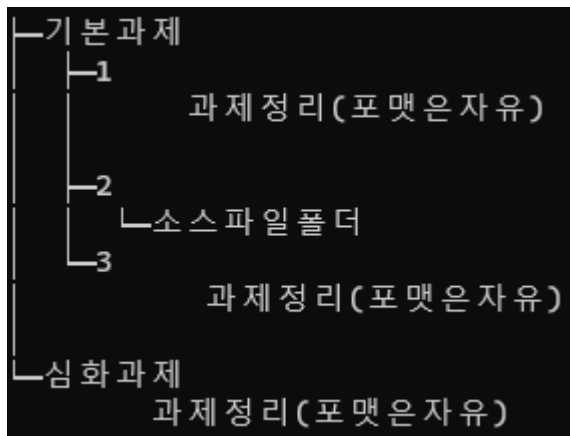 ├─기본과제
│  ├─1
│  │      과제정리(포맷은자유)
│  │
│  ├─2
│  │  └─소스파일폴더
│  └─3
│          과제정리(포맷은자유)
│
└─심화과제
        과제정리(포맷은자유)